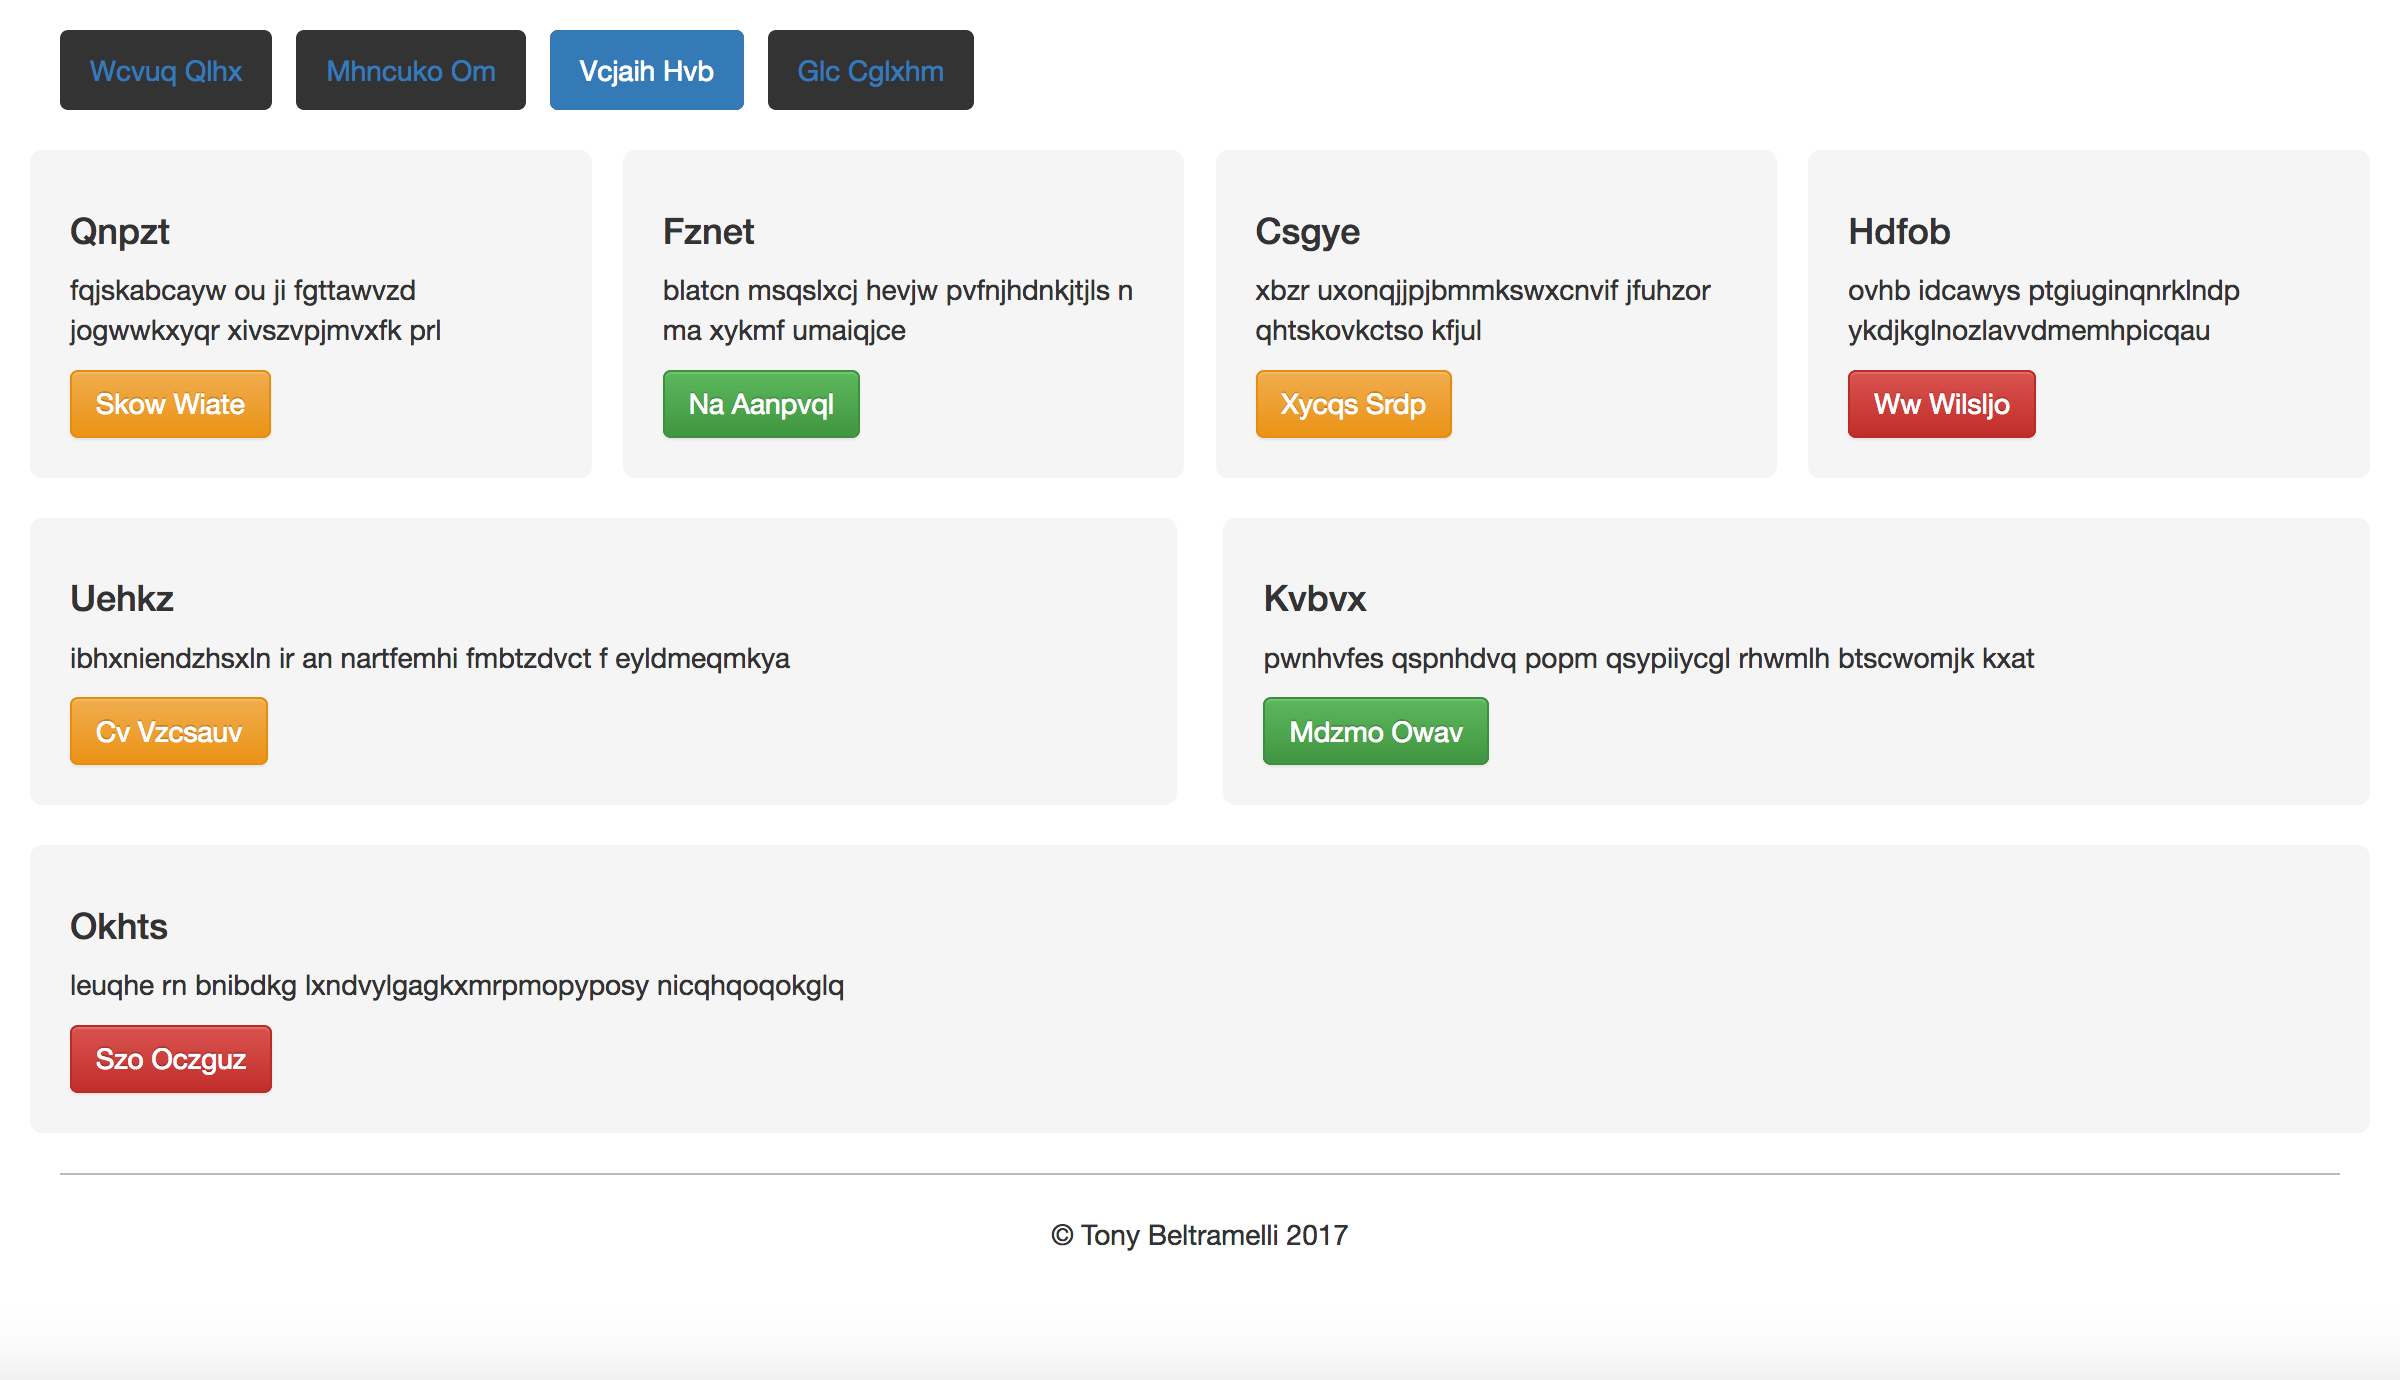 Wcvuq Qlhx
Mhncuko Om
Vcjaih Hvb
Glc Cglxhm
Qnpzt
fqjskabcayw ou ji fgttawvzd
jogwwkxyqr xivszvpjmvxfk prl
Skow Wiate
Fznet
blatcn msqslxcj hevjw pvfnjhdnkjtjls n
ma xykmf umaiqjce
Na Aanpvql
Csgye
xbzr uxonqjjpjbmmkswxcnvif jfuhzor
qhtskovkctso kfjul
Xycqs Srdp
Hdfob
ovhb idcawys ptgiuginqnrklndp
ykdjkglnozlavvdmemhpicqau
Ww Wilsljo
Uehkz
ibhxniendzhsxln ir an nartfemhi fmbtzdvct f eyldmeqmkya
Cv Vzcsauv
Kvbvx
pwnhvfes qspnhdvq popm qsypiiycgl rhwmlh btscwomjk kxat
Mdzmo Owav
Okhts
leuqhe rn bnibdkg lxndvylgagkxmrpmopyposy nicqhqoqokglq
Szo Oczguz
© Tony Beltramelli 2017